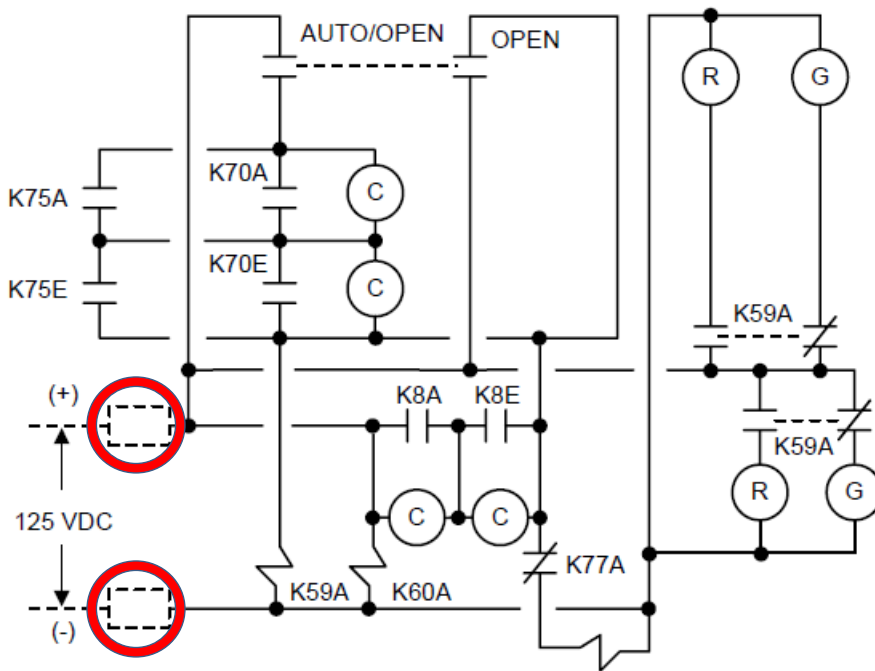 AUTO/OPEN
OPEN
R
G
K75A
K70A
C
K75E
K70E
C
K59A
(+)
K8A
K8E
K59A
125 VDC
C
C
R
G
K59A
K60A
K77A
(-)